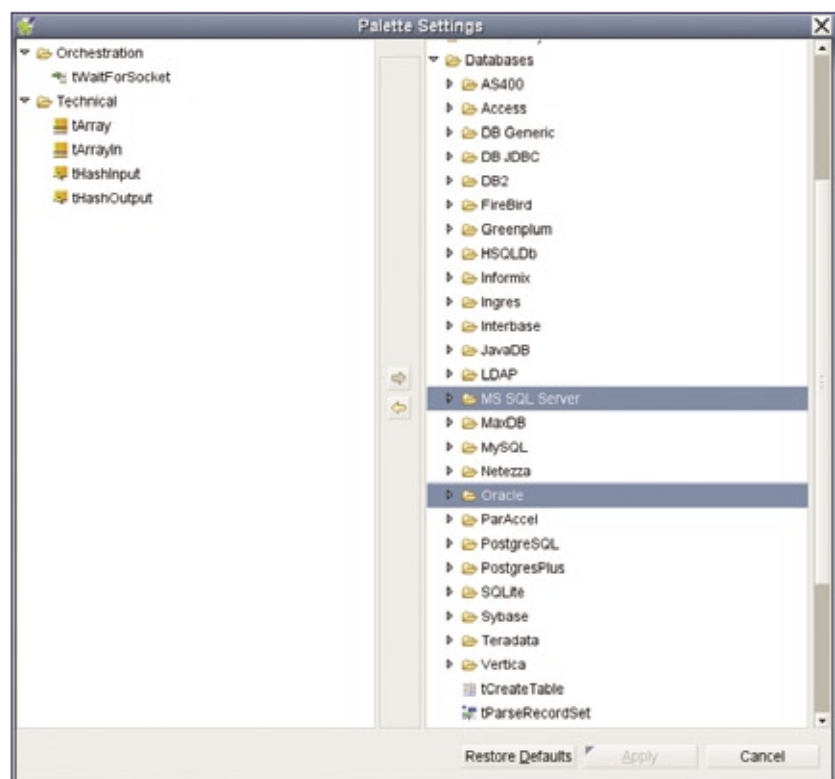 Palette Settings
Orchestration
tWaitForSocket
Technical
tArray
tArrayIn
tHashInput
tHashOutput
Databases
AS400
Access
DB Generic
DB JDBC
DB2
FireBird
Greenplum
HSQLDb
Informix
Ingres
Interbase
JavaDB
LDAP
MS SQL Server
MaxDB
MySQL
Netezza
Oracle
ParAccel
PostgreSQL
PostgresPlus
SQLite
Sybase
Teradata
Vertica
tCreateTable
tParseRecordSet
Restore Defaults
Apply
Cancel